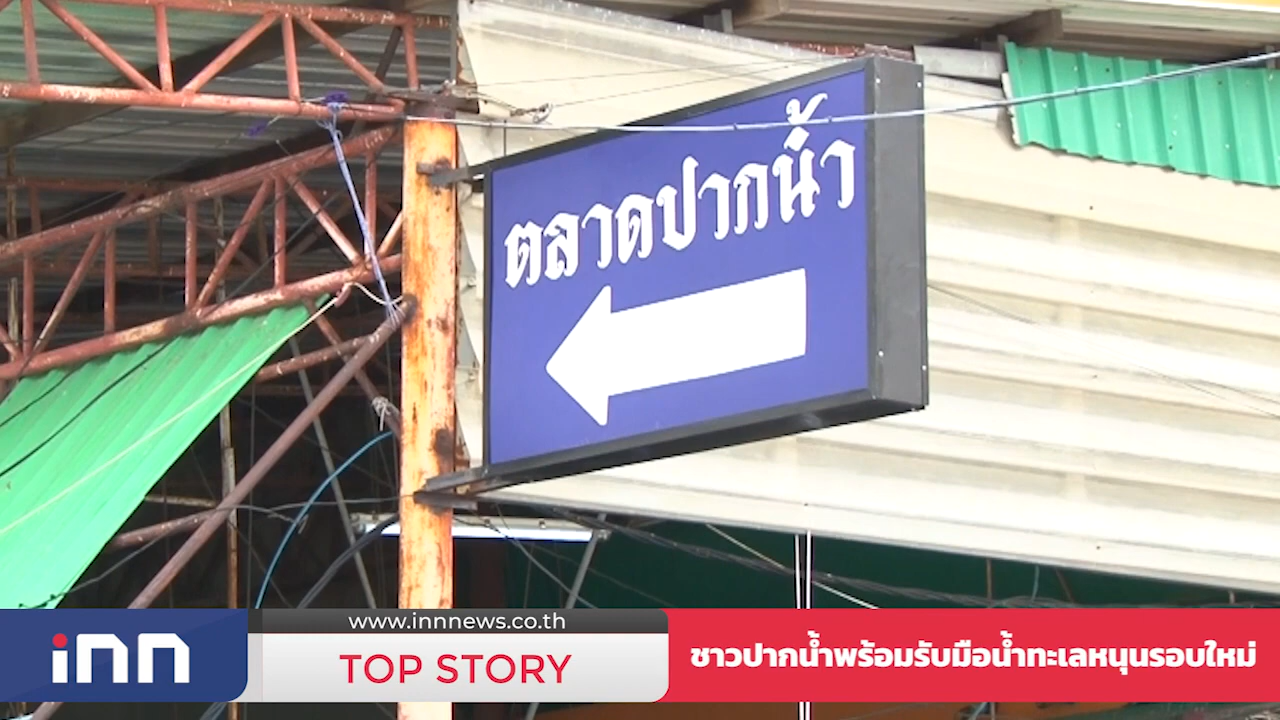 ตลาดปากน้ำ
inn
www.innnews.co.th
TOP STORY
ชาวปากน้ำพร้อมรับมือน้ำทะเลหนุนรอบใหม่